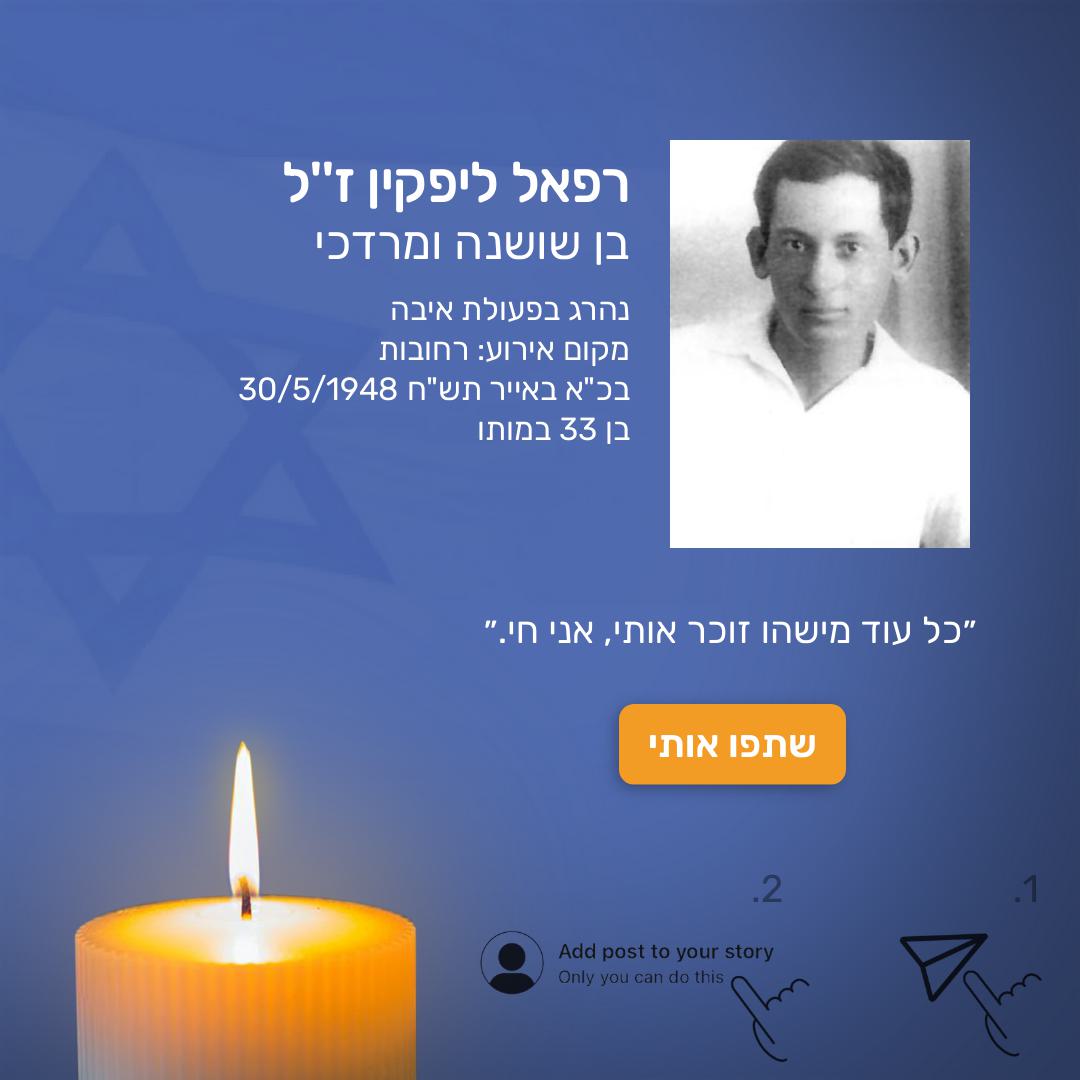 רפאל ליפקין ז"ל
בן שושנה ומרדכי
נהרג בפעולת איבה
מקום אירוע: רחובות
בכ"א באייר תש"ח 30/5/1948
בן 33 במותו
״כל עוד מישהו זוכר אותי, אני חי.״
שתפו אותי
.1
.2
Add post to your story
Only you can do this